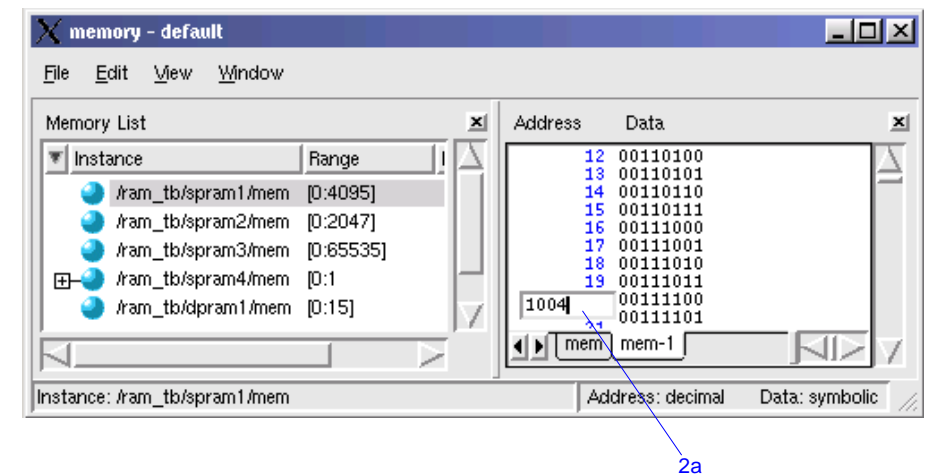 memory - default
File Edit View Window
Memory List
Instance Range
/ram_tb/spram1/mem [0:4095]
/ram_tb/spram2/mem [0:2047]
/ram_tb/spram3/mem [0:65535]
/ram_tb/spram4/mem [0:1
/ram_tb/dpram1/mem [0:15]
Address Data
12 00110100
13 00110101
14 00110110
15 00110111
16 00111000
17 00111001
18 00111010
19 00111011
1004 00111100
00111101
mem mem-1
Instance: /ram_tb/spram1/mem
Address: decimal Data: symbolic
2a